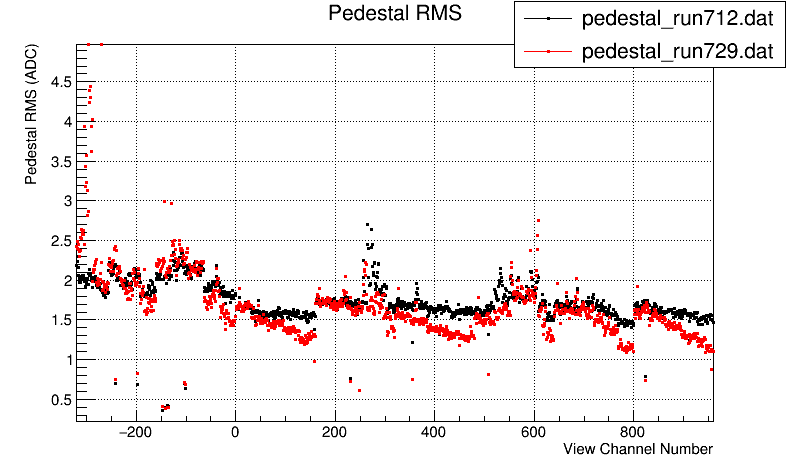 Pedestal RMS
pedestal_run712.dat
pedestal_run729.dat
Pedestal RMS (ADC)
4.5
4
3.5
3
2.5
2
1.5
1
0.5
−200 0 200 400 600 800
View Channel Number